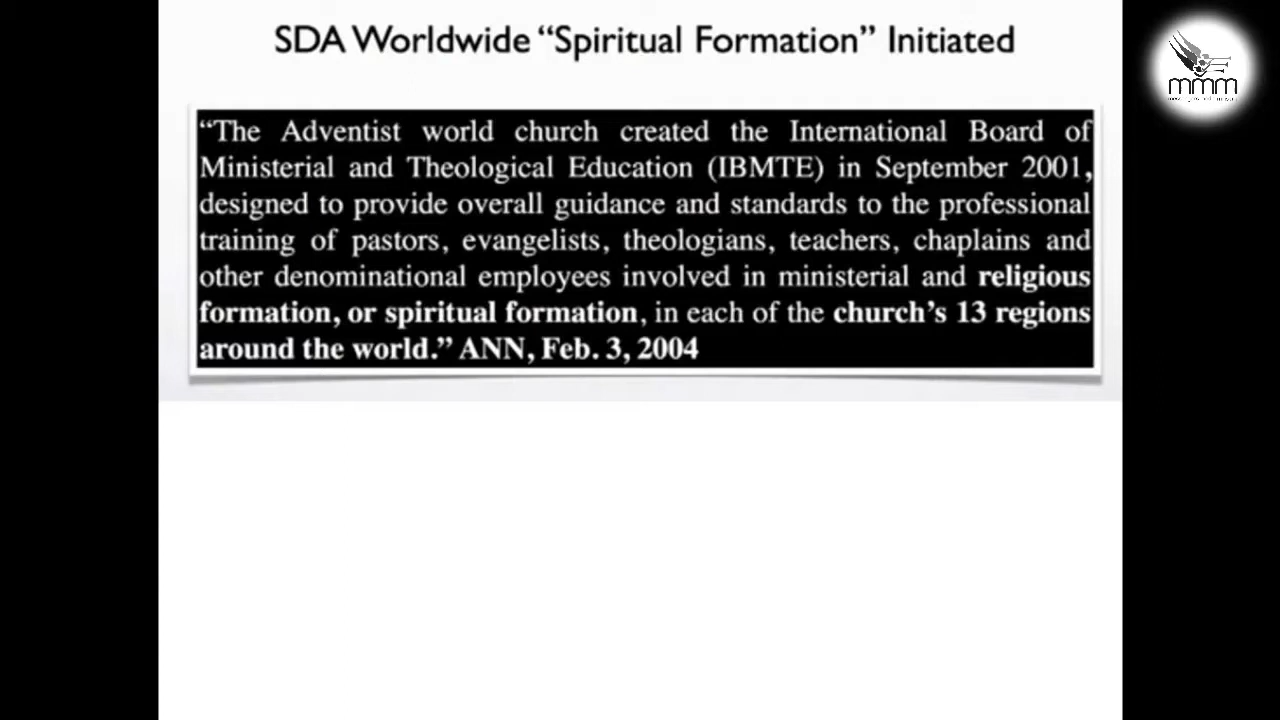 SDA Worldwide “Spiritual Formation” Initiated
mmm
“The Adventist world church created the International Board of
Ministerial and Theological Education (IBMTE) in September 2001,
designed to provide overall guidance and standards to the professional
training of pastors, evangelists, theologians, teachers, chaplains and
other denominational employees involved in ministerial and religious
formation, or spiritual formation, in each of the church’s 13 regions
around the world.” ANN, Feb. 3, 2004